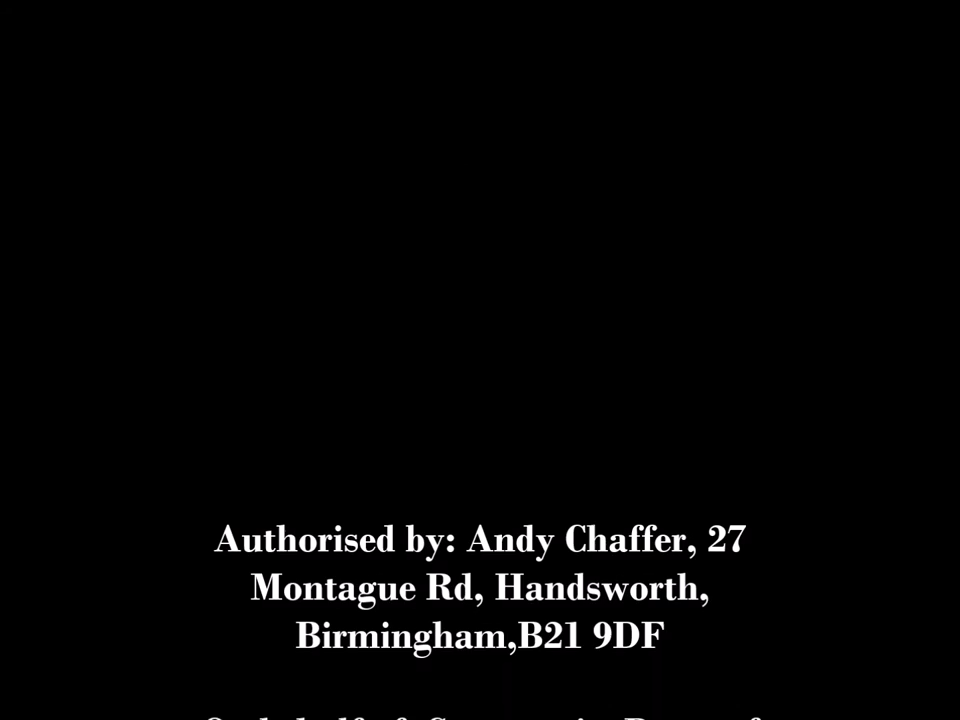 Authorised by: Andy Chaffer, 27
Montague Rd, Handsworth,
Birmingham,B21 9DF